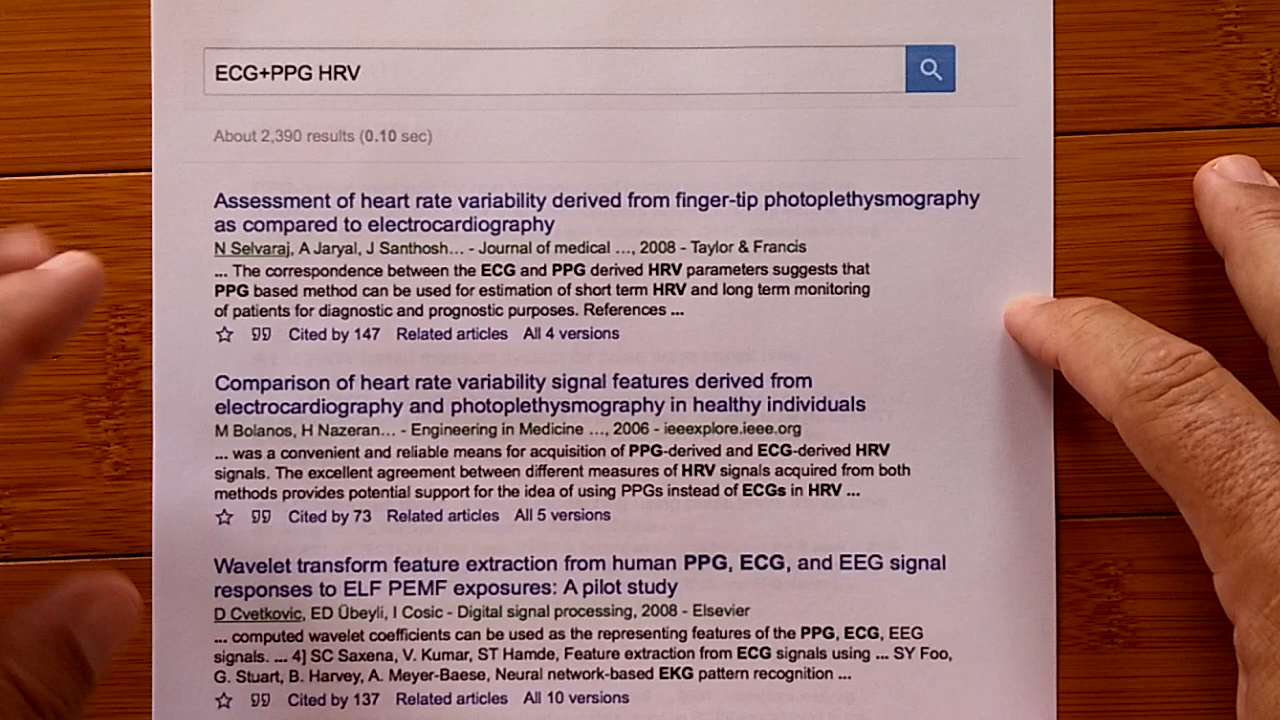 ECG+PPG HRV
About 2,390 results (0.10 sec)
Assessment of heart rate variability derived from finger-tip photoplethysmography
as compared to electrocardiography
N Selvaraj, A Jaryal, J Santhosh... - Journal of medical ..., 2008 - Taylor & Francis
... The correspondence between the ECG and PPG derived HRV parameters suggests that
PPG based method can be used for estimation of short term HRV and long term monitoring
of patients for diagnostic and prognostic purposes. References ...
Cited by 147 Related articles All 4 versions
Comparison of heart rate variability signal features derived from
electrocardiography and photoplethysmography in healthy individuals
M Bolanos, H Nazeran... - Engineering in Medicine ..., 2006 - ieeexplore.ieee.org
... was a convenient and reliable means for acquisition of PPG-derived and ECG-derived HRV
signals. The excellent agreement between different measures of HRV signals acquired from both
methods provides potential support for the idea of using PPGs instead of ECGs in HRV ...
Cited by 73 Related articles All 5 versions
Wavelet transform feature extraction from human PPG, ECG, and EEG signal
responses to ELF PEMF exposures: A pilot study
D Cvetkovic, ED Übeyli, I Cosic - Digital signal processing, 2008 - Elsevier
... computed wavelet coefficients can be used as the representing features of the PPG, ECG, EEG
signals. ... 4] SC Saxena, V. Kumar, ST Hamde, Feature extraction from ECG signals using ... SY Foo,
G. Stuart, B. Harvey, A. Meyer-Baese, Neural network-based EKG pattern recognition ...
Cited by 137 Related articles All 10 versions